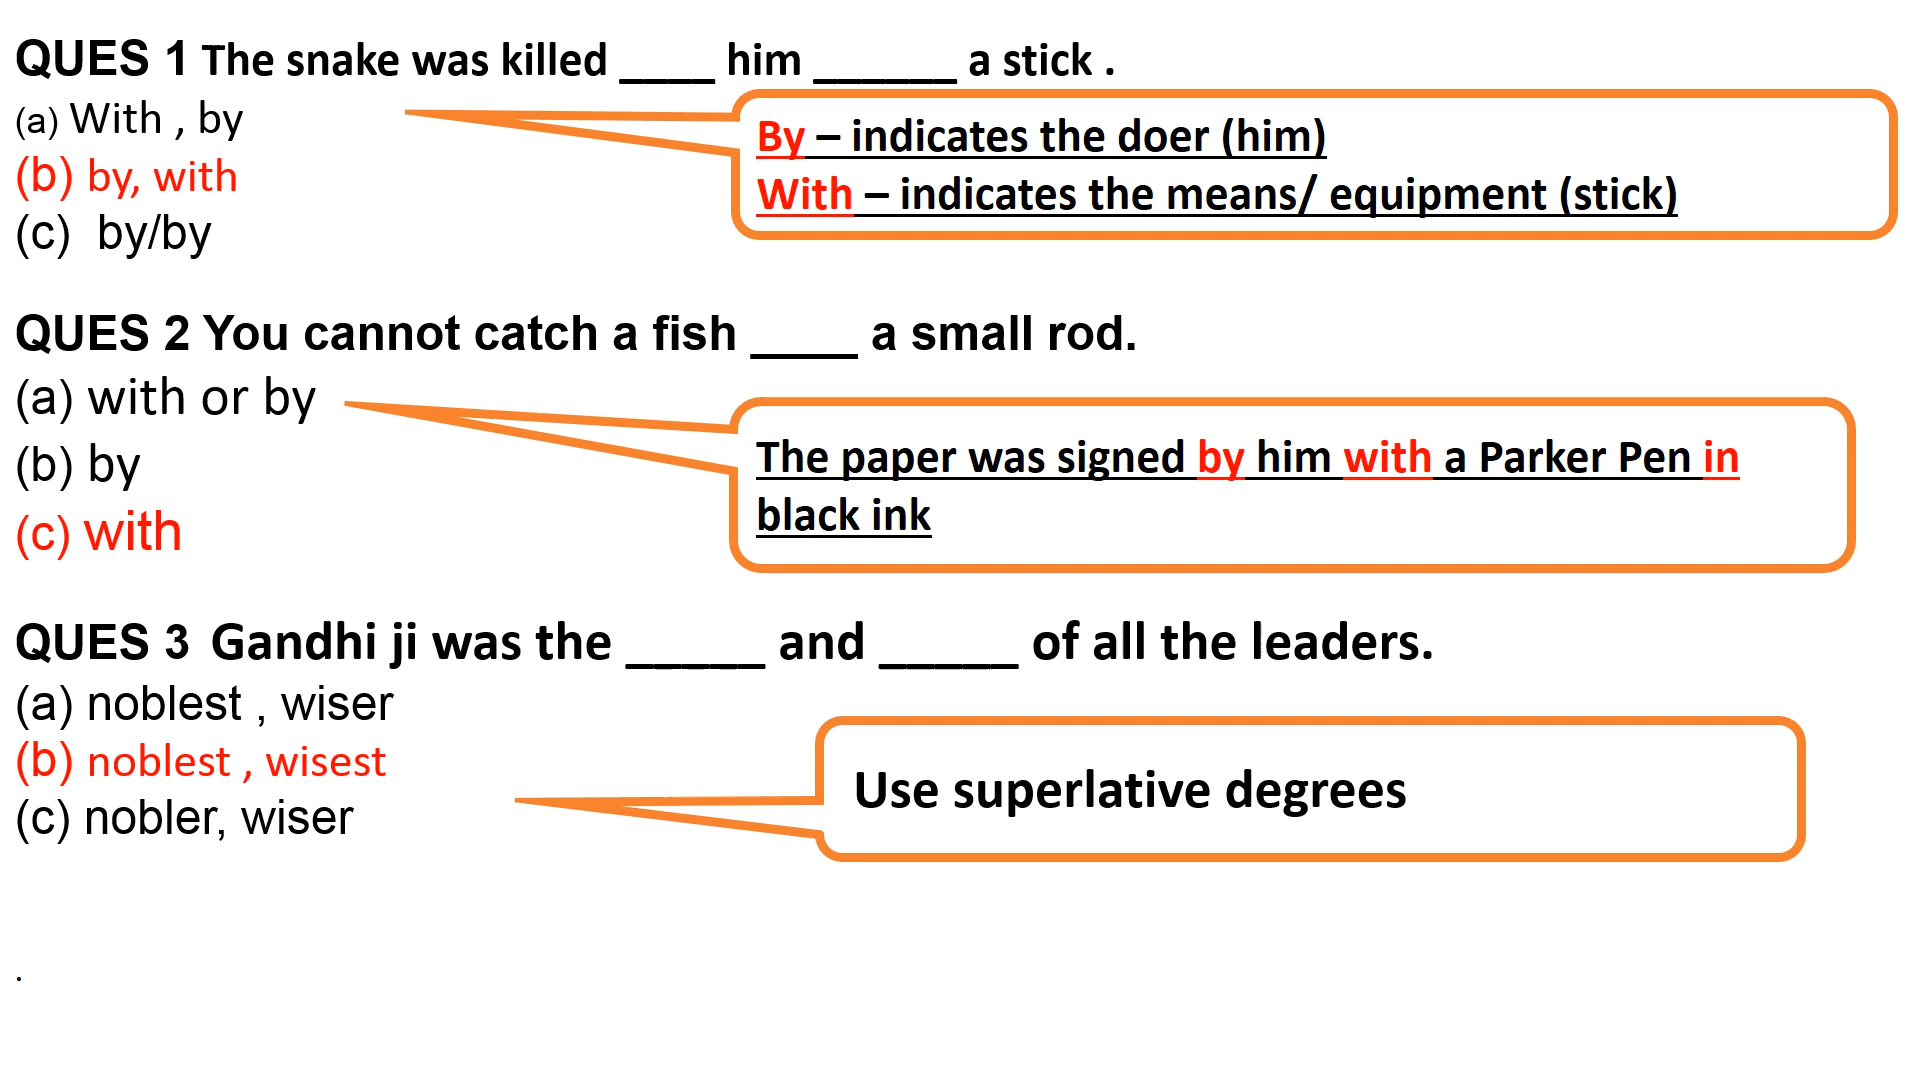 QUES 1 The snake was killed ____ him ______ a stick .
(a) With , by
(b) by, with
(c) by/by
By – indicates the doer (him)
With – indicates the means/ equipment (stick)
QUES 2 You cannot catch a fish ____ a small rod.
(a) with or by
(b) by
(c) with
The paper was signed by him with a Parker Pen in
black ink
QUES 3 Gandhi ji was the _____ and _____ of all the leaders.
(a) noblest , wiser
(b) noblest , wisest
(c) nobler, wiser
Use superlative degrees
.